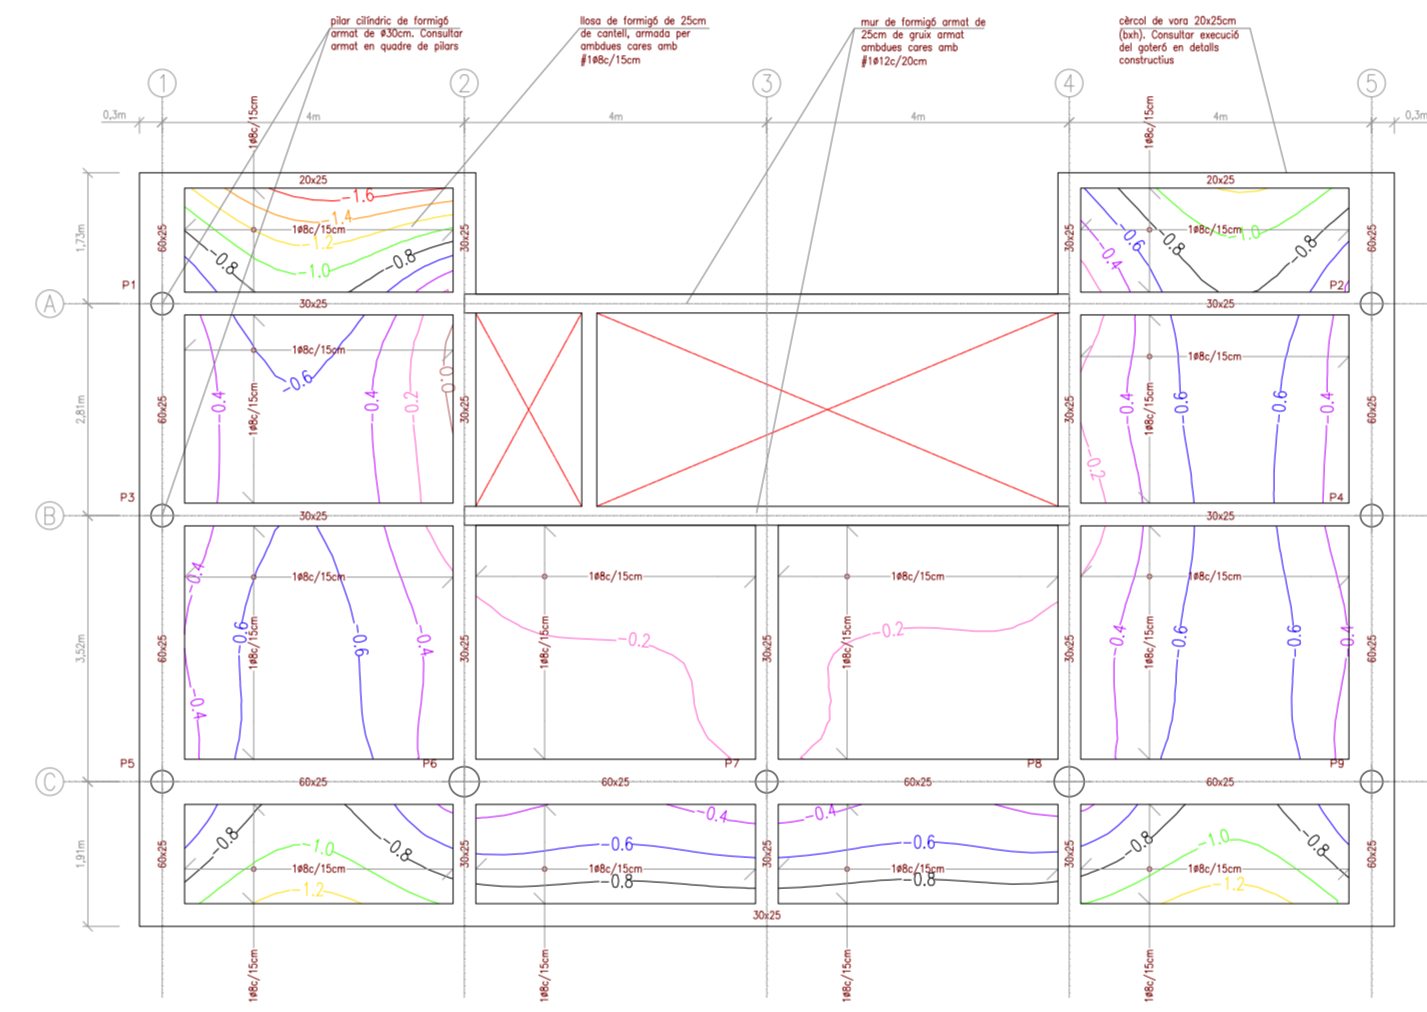 pilar cilíndric de formigó
armat de ø30cm. Consultar
armat en quadre de pilars
llosa de formigó de 25cm
de cantell, armada per
ambdues cares amb
#1ø8c/15cm
mur de formigó armat de
25cm de gruix armat
ambdues cares amb
#1ø12c/20cm
cèrcol de vora 20x25cm
(bxh). Consultar execució
del goteró en detalls
constructius
1 2 3 4 5
0,3m 4m 4m 4m 4m 0,3m
1ø8c/15cm 1ø8c/15cm
20x25 20x25
-1.6
-1.4
1ø8c/15cm 1ø8c/15cm
-1.2 -1.0
-0.8 -0.8 -0.6 -0.8 -0.8
-1.0 -0.4
1,73m 60x25 30x25 30x25 60x25
P1 P2
A 30x25 30x25
1ø8c/15cm 1ø8c/15cm
-0.6 0.0
-0.4 -0.4 -0.2 -0.4 -0.6 -0.6 -0.4
2,81m 60x25 1ø8c/15cm 30x25 30x25 1ø8c/15cm 60x25
-0.2
P3 P4
B 30x25 30x25
1ø8c/15cm 1ø8c/15cm 1ø8c/15cm 1ø8c/15cm
-0.4
-0.6 -0.6 -0.4 -0.2 -0.2 -0.4 -0.6 -0.6 -0.4
3,52m 60x25 1ø8c/15cm 30x25 1ø8c/15cm 30x25 1ø8c/15cm 30x25 1ø8c/15cm 60x25
-0.4
P5 P6 P7 P8 P9
C 60x25 60x25 60x25 60x25
-0.4 -0.4
-0.8 -1.0 -0.8 -0.6 -0.6 -0.8 -1.0 -0.8
1,91m 60x25 30x25 30x25 30x25 60x25
1ø8c/15cm 1ø8c/15cm 1ø8c/15cm 1ø8c/15cm
-1.2 -0.8 -0.8 -1.2
30x25
1ø8c/15cm 1ø8c/15cm 1ø8c/15cm 1ø8c/15cm